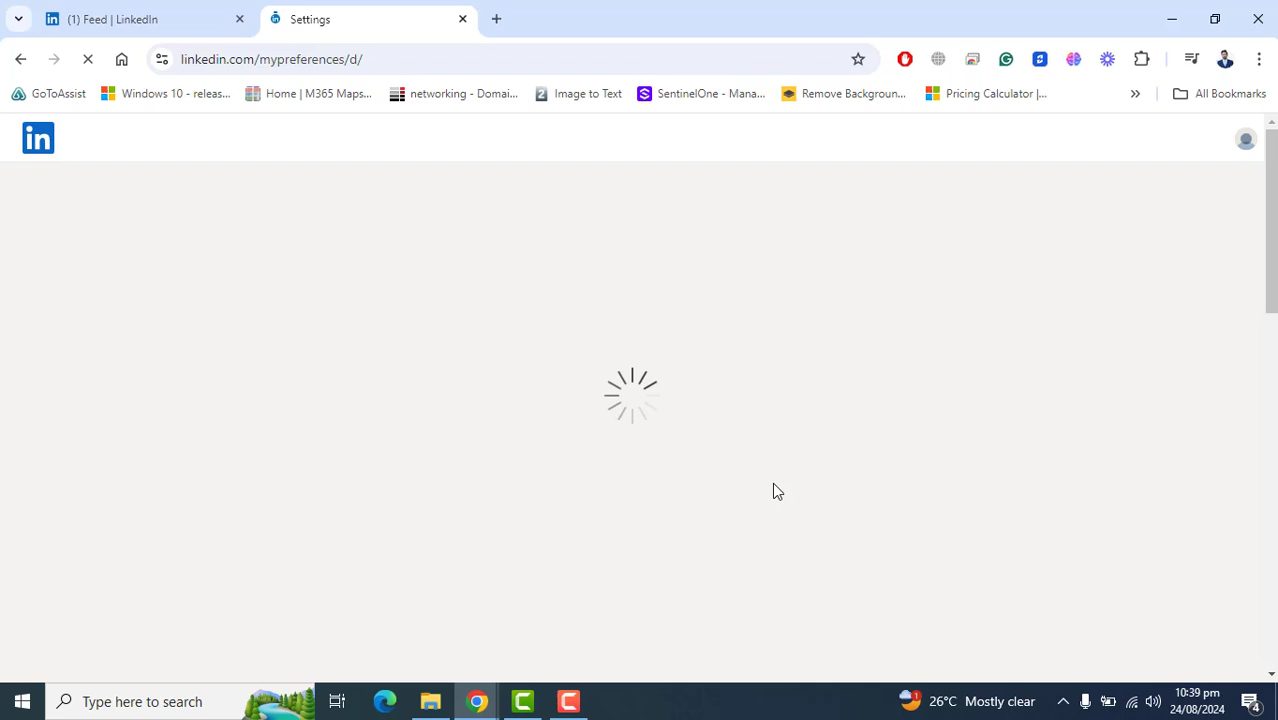 (1) Feed | LinkedIn
Settings
linkedin.com/mypreferences/d/
GoToAssist
Windows 10 - releas...
Home | M365 Maps...
networking - Domai...
Image to Text
SentinelOne - Mana...
Remove Backgroun...
Pricing Calculator |...
All Bookmarks
in
Type here to search
1
26°C Mostly clear
10:39 pm
24/08/2024
4